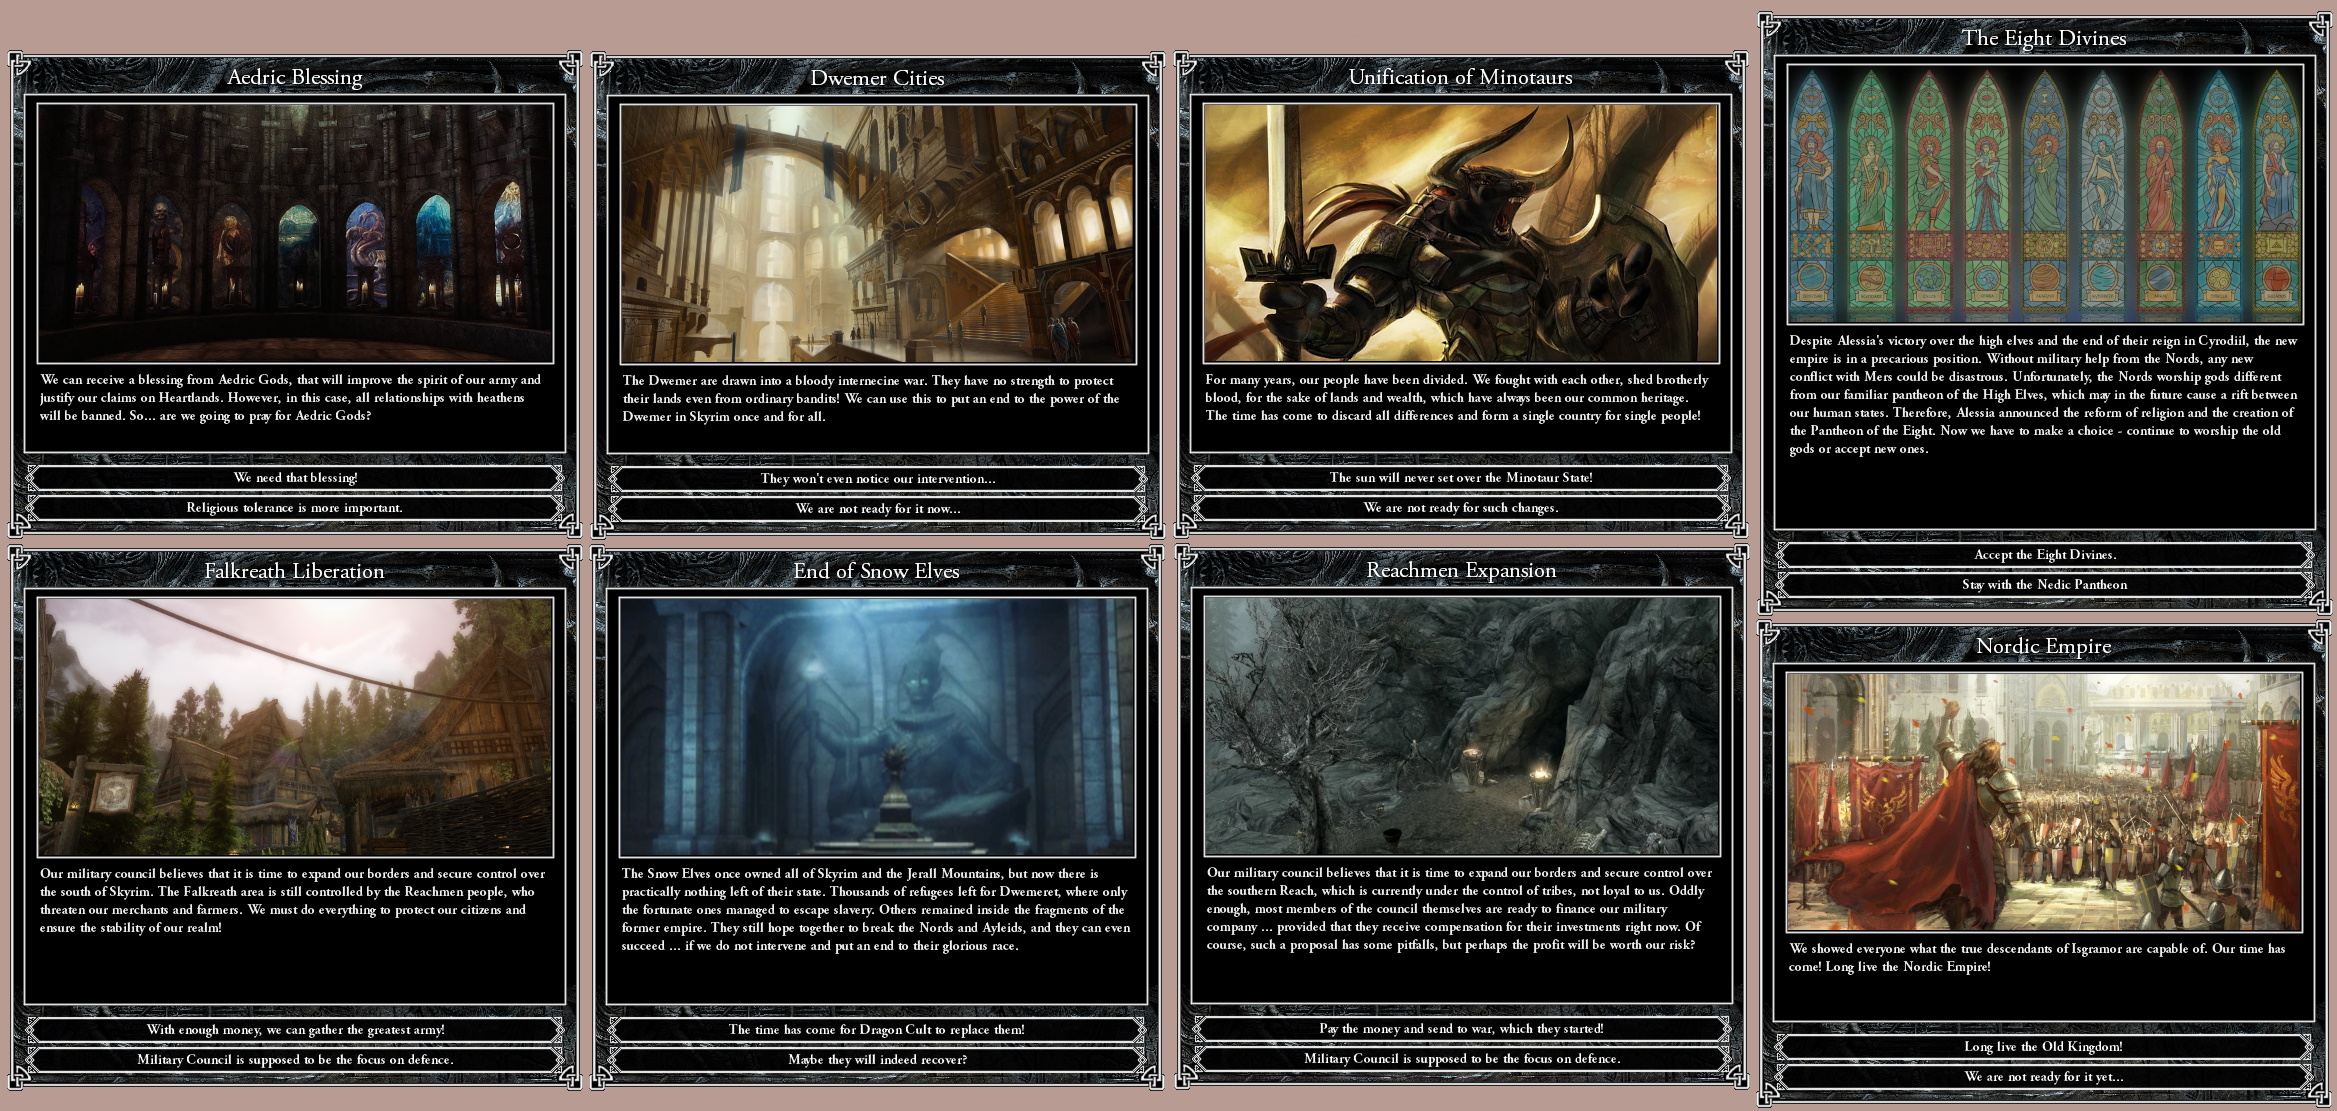 Aedric Blessing
We can receive a blessing from Aedric Gods, that will improve the spirit of our army and
justify our claims on Heartlands. However, in this case, all relationships with heathens
will be banned. So... are we going to pray for Aedric Gods?
We need that blessing!
Religious tolerance is more important.
Dwemer Cities
The Dwemer are drawn into a bloody internecine war. They have no strength to protect
their lands even from ordinary bandits! We can use this to put an end to the power of the
Dwemer in Skyrim once and for all.
They won't even notice our intervention...
We are not ready for it now...
Unification of Minotaurs
For many years, our people have been divided. We fought with each other, shed brotherly
blood, for the sake of lands and wealth, which have always been our common heritage.
The time has come to discard all differences and form a single country for single people!
The sun will never set over the Minotaur State!
We are not ready for such changes.
The Eight Divines
Despite Alessia's victory over the high elves and the end of their reign in Cyrodiil, the new
empire is in a precarious position. Without military help from the Nords, any new
conflict with Mers could be disastrous. Unfortunately, the Nords worship gods different
from our familiar pantheon of the High Elves, which may in the future cause a rift between
our human states. Therefore, Alessia announced the reform of religion and the creation of
the Pantheon of the Eight. Now we have to make a choice - continue to worship the old
gods or accept new ones.
Accept the Eight Divines.
Stay with the Nedic Pantheon
Falkreath Liberation
Our military council believes that it is time to expand our borders and secure control over
the south of Skyrim. The Falkreath area is still controlled by the Reachmen people, who
threaten our merchants and farmers. We must do everything to protect our citizens and
ensure the stability of our realm!
With enough money, we can gather the greatest army!
Military Council is supposed to be the focus on defence.
End of Snow Elves
The Snow Elves once owned all of Skyrim and the Jerall Mountains, but now there is
practically nothing left of their state. Thousands of refugees left for Dwemeret, where only
the fortunate ones managed to escape slavery. Others remained inside the fragments of the
former empire. They still hope together to break the Nords and Ayleids, and they can even
succeed ... if we do not intervene and put an end to their glorious race.
The time has come for Dragon Cult to replace them!
Maybe they will indeed recover?
Reachmen Expansion
Our military council believes that it is time to expand our borders and secure control over
the southern Reach, which is currently under the control of tribes, not loyal to us. Oddly
enough, most members of the council themselves are ready to finance our military
company ... provided that they receive compensation for their investments right now. Of
course, such a proposal has some pitfalls, but perhaps the profit will be worth our risk?
Pay the money and send to war, which they started!
Military Council is supposed to be the focus on defence.
Nordic Empire
We showed everyone what the true descendants of Isgramor are capable of. Our time has
come! Long live the Nordic Empire!
Long live the Old Kingdom!
We are not ready for it yet...